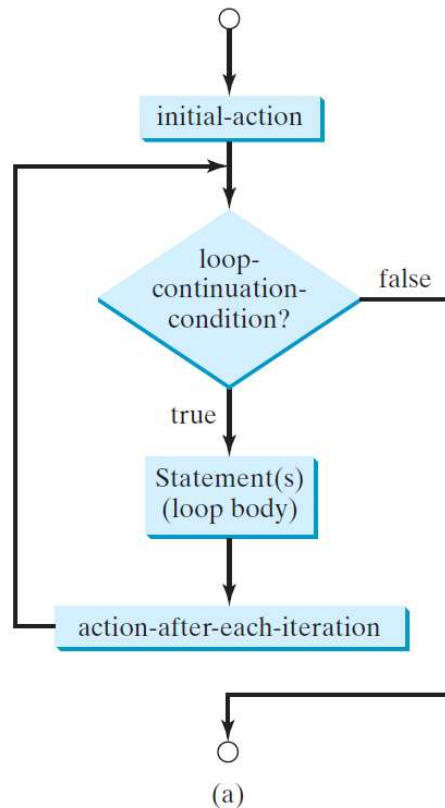 initial-action
loop-
continuation-
condition?
false
true
Statement(s)
(loop body)
action-after-each-iteration
(a)